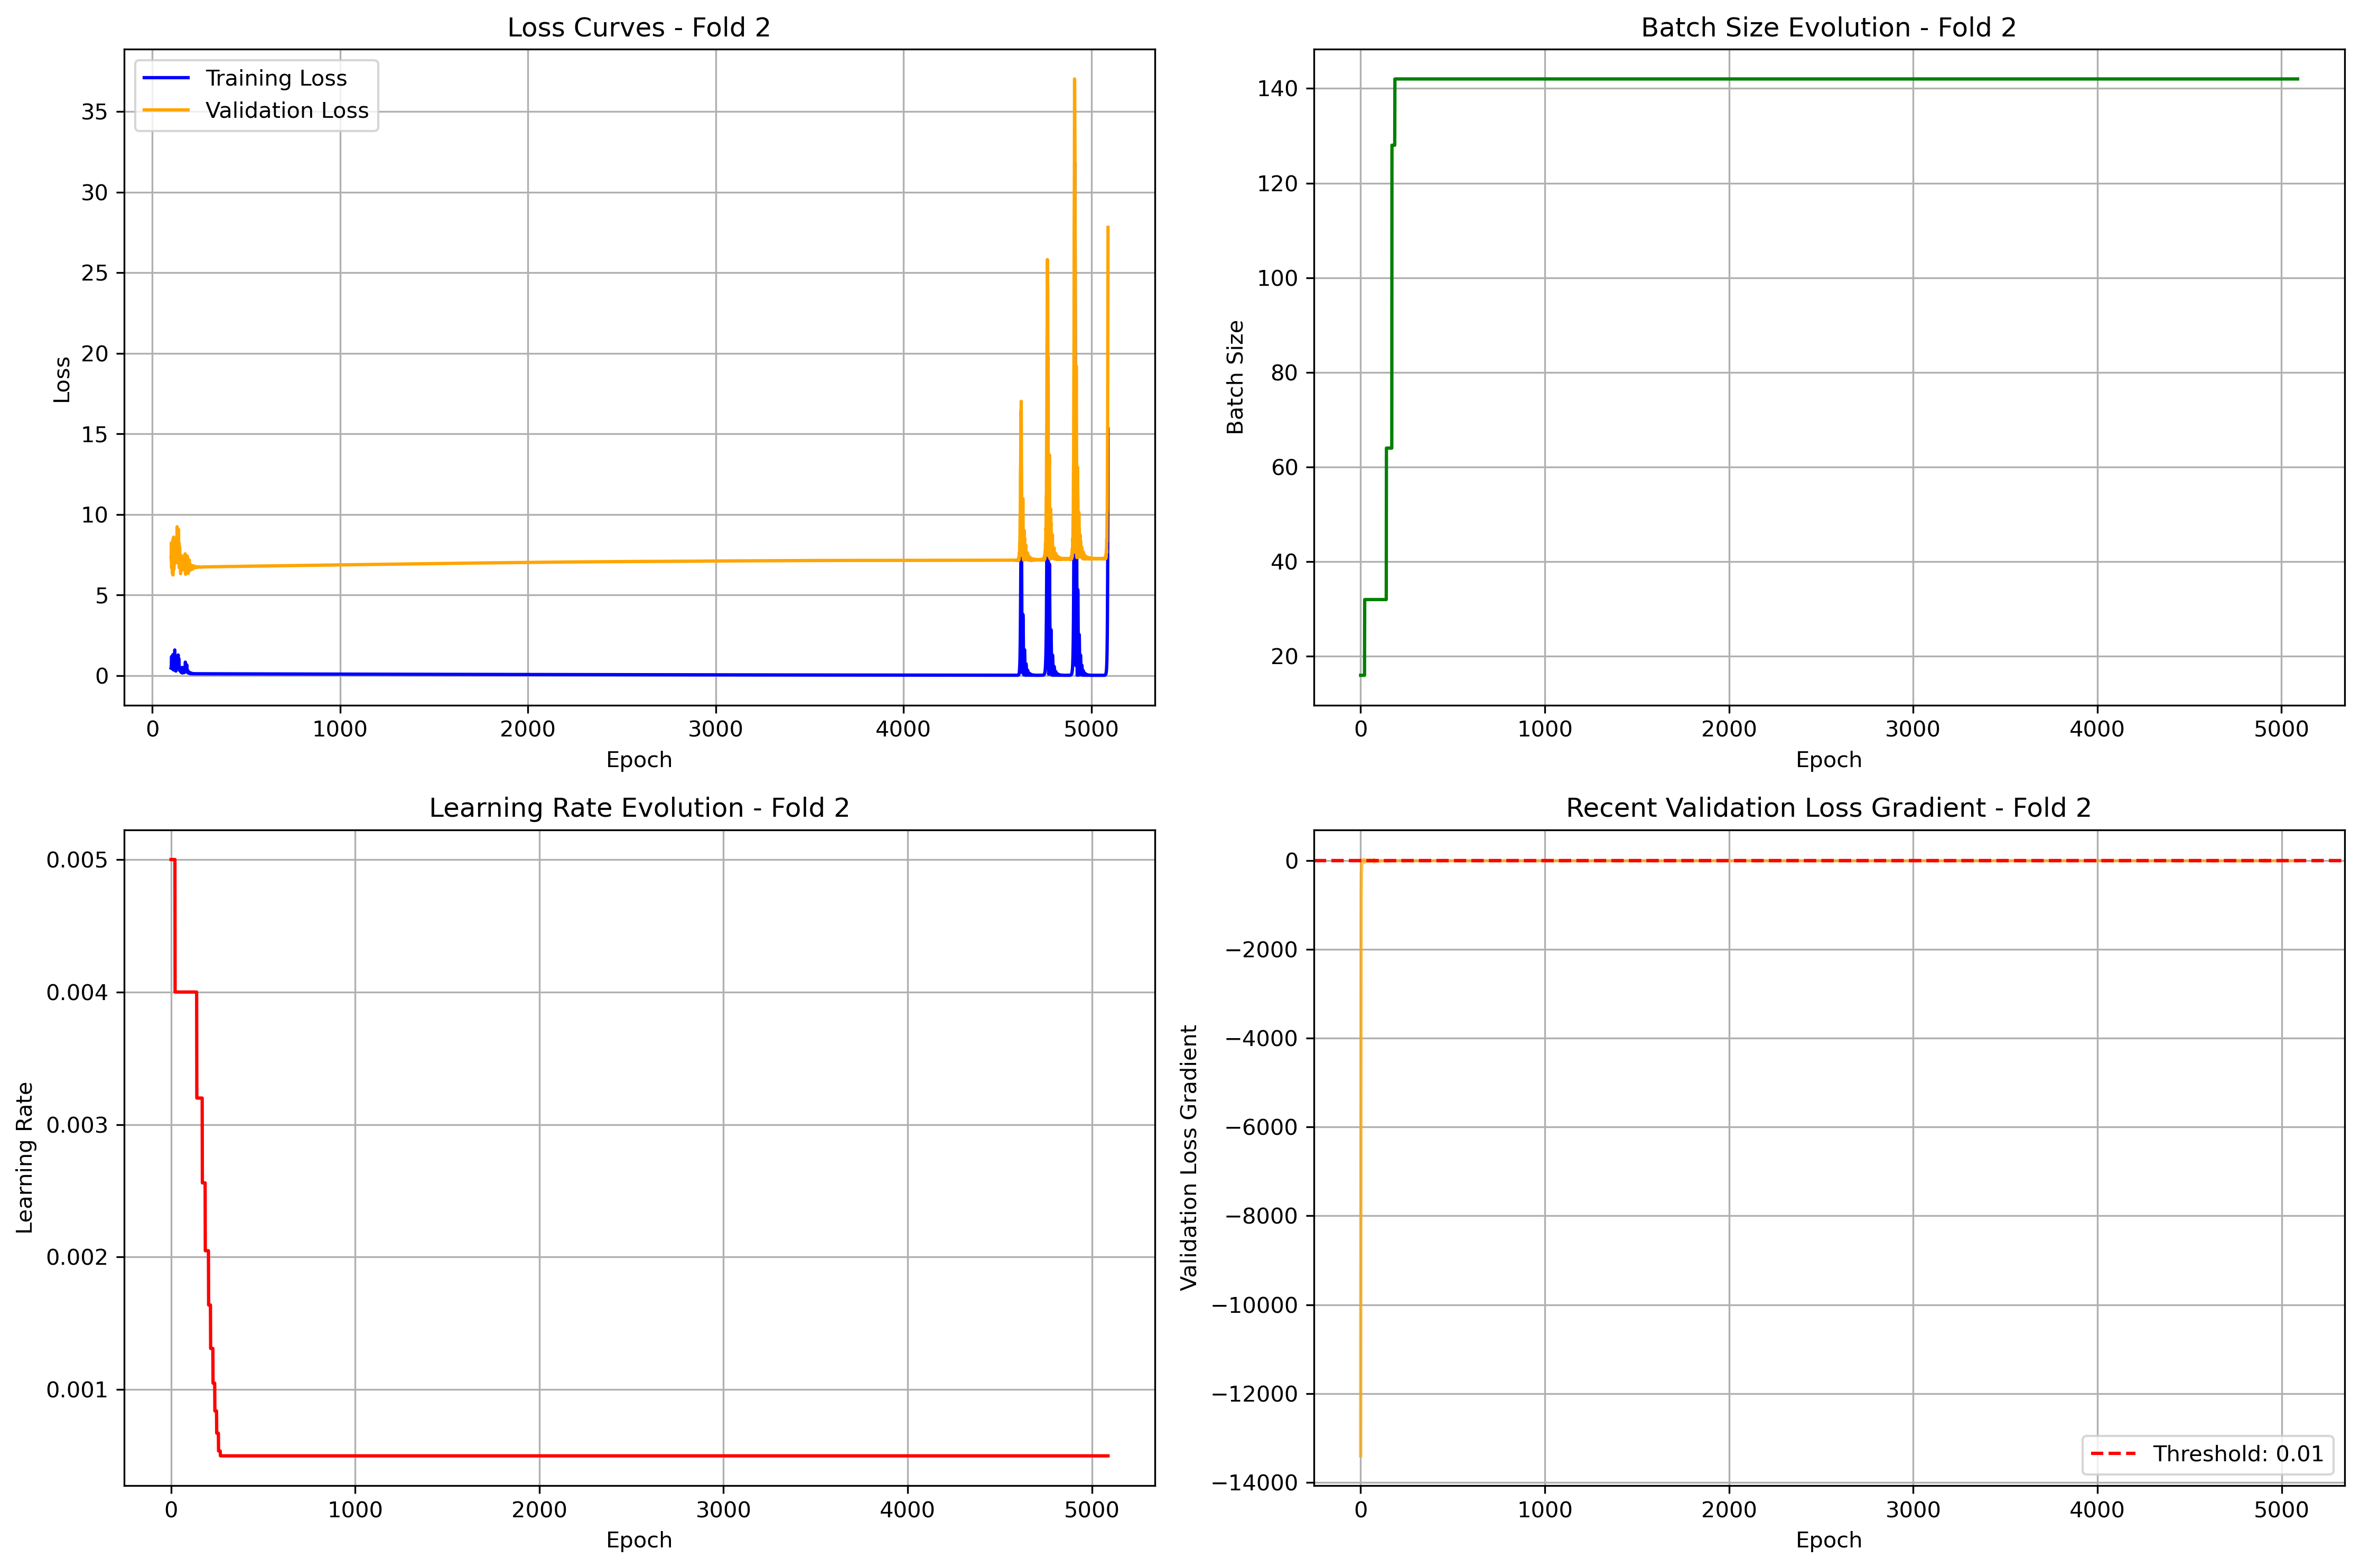 Loss Curves - Fold 2
Training Loss
Validation Loss
35
30
25
20
15
10
5
0
Loss
0 1000 2000 3000 4000 5000
Epoch
Batch Size Evolution - Fold 2
140
120
100
80
60
40
20
Batch Size
0 1000 2000 3000 4000 5000
Epoch
Learning Rate Evolution - Fold 2
0.005
0.004
0.003
0.002
0.001
Learning Rate
0 1000 2000 3000 4000 5000
Epoch
Recent Validation Loss Gradient - Fold 2
0
−2000
−4000
−6000
−8000
−10000
−12000
−14000
Validation Loss Gradient
Threshold: 0.01
0 1000 2000 3000 4000 5000
Epoch